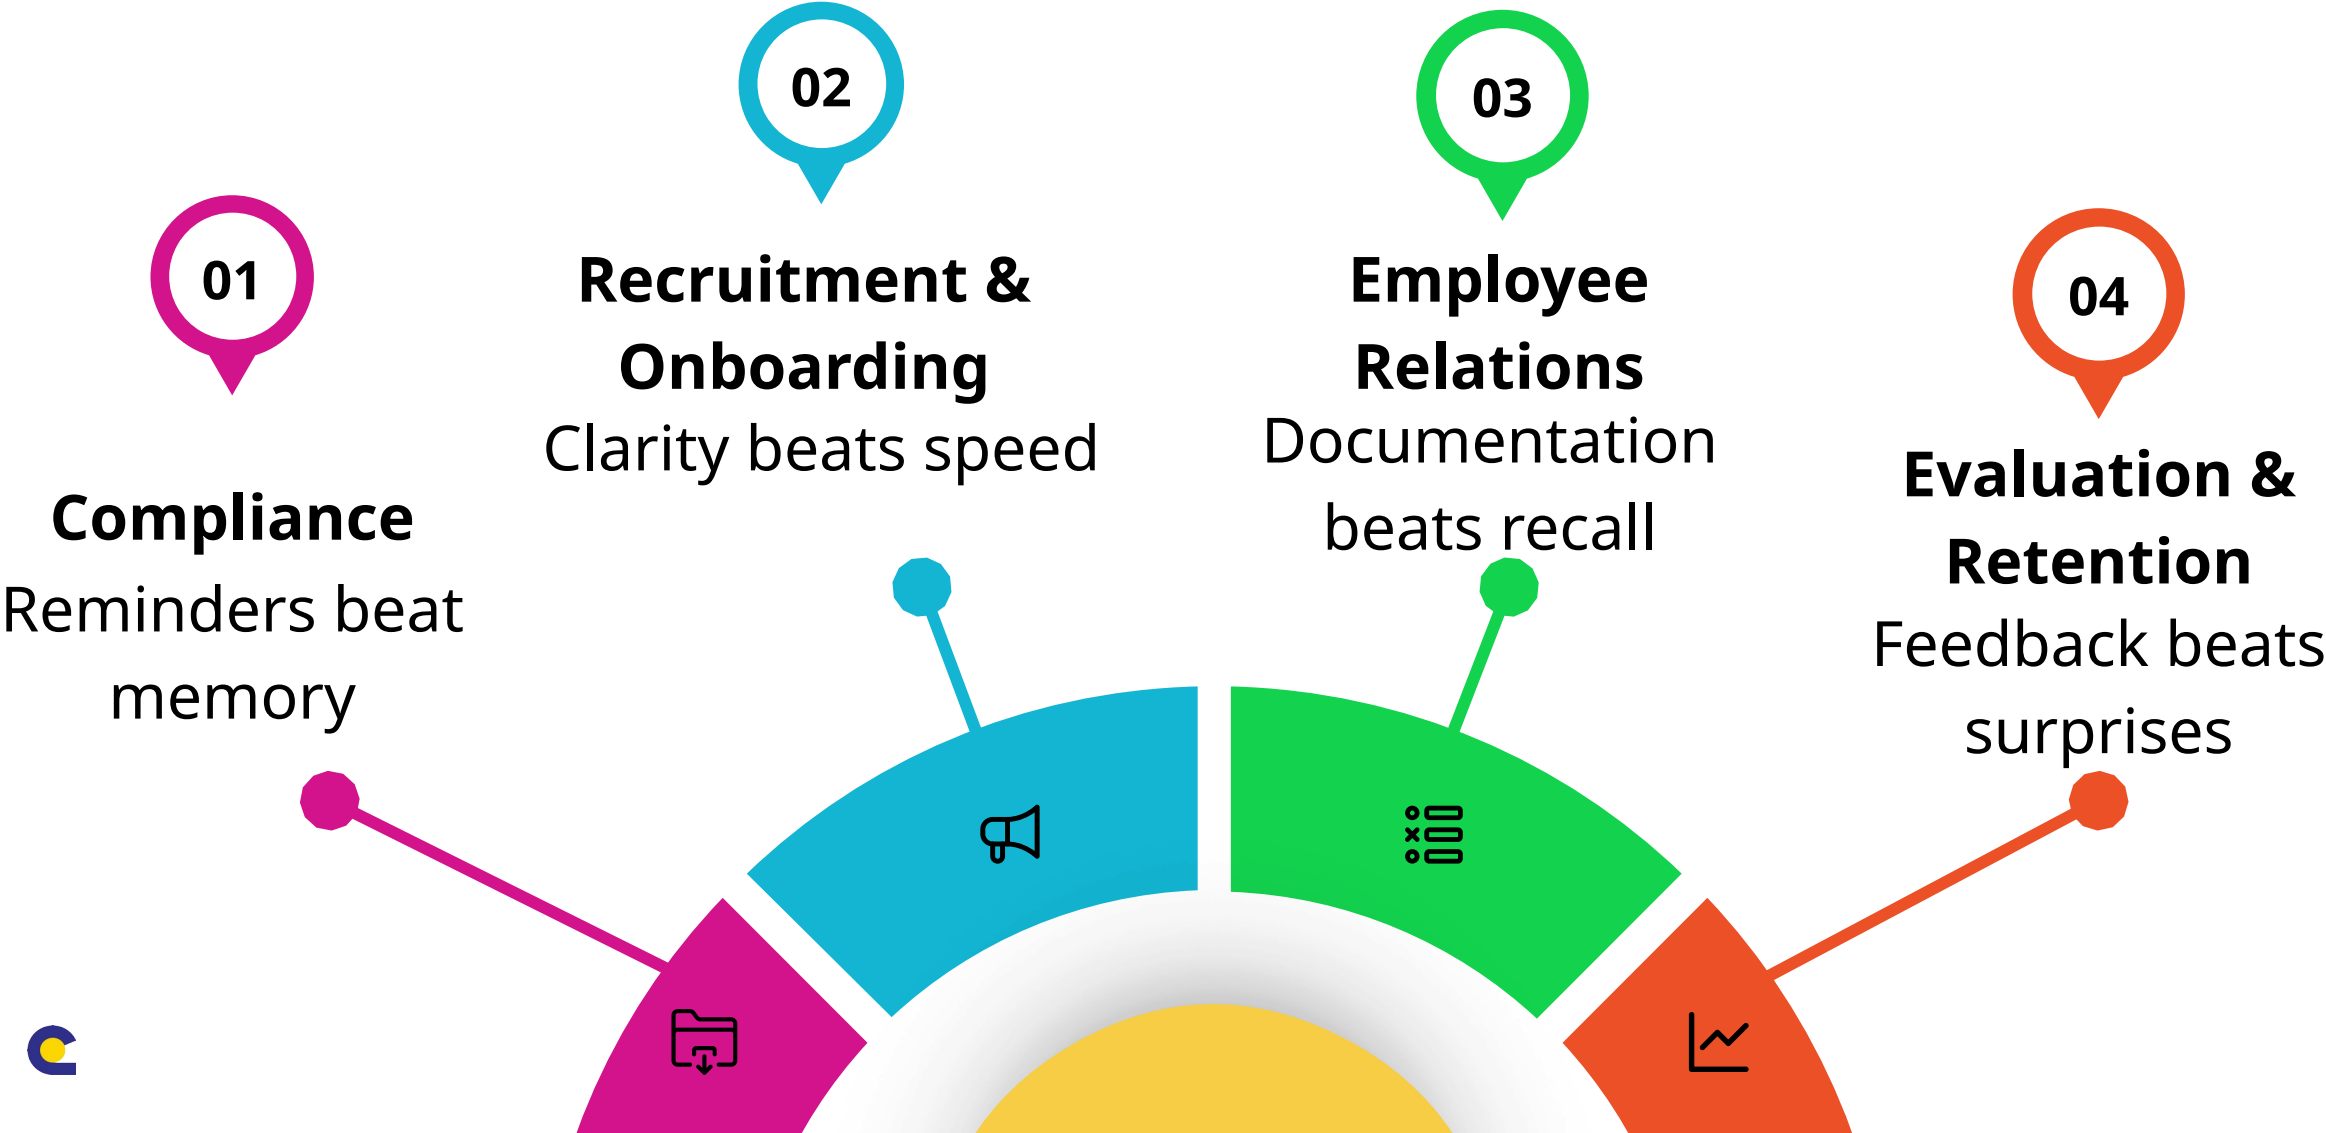 01
Compliance
Reminders beat
memory
02
Recruitment &
Onboarding
Clarity beats speed
03
Employee
Relations
Documentation
beats recall
04
Evaluation &
Retention
Feedback beats
surprises